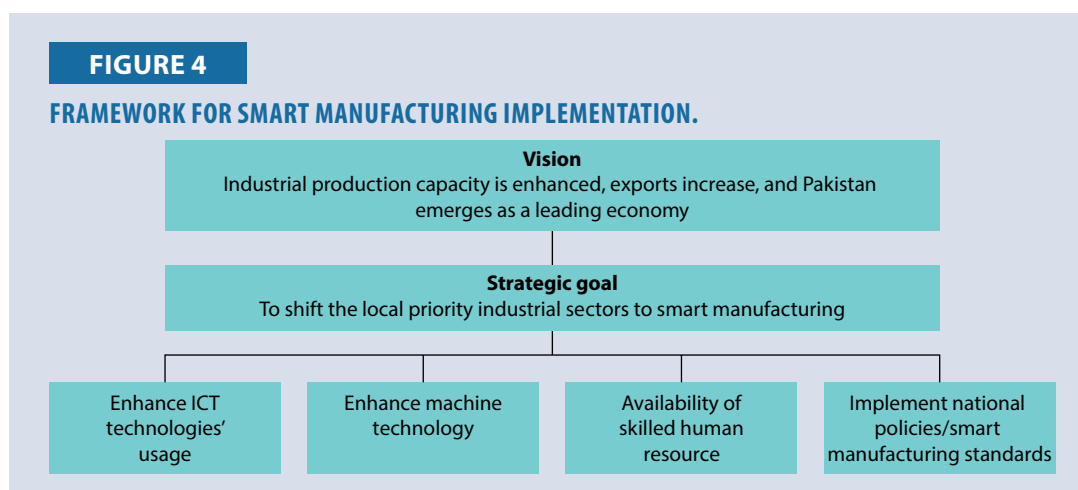 FIGURE 4
FRAMEWORK FOR SMART MANUFACTURING IMPLEMENTATION.
Vision
Industrial production capacity is enhanced, exports increase, and Pakistan
emerges as a leading economy
Strategic goal
To shift the local priority industrial sectors to smart manufacturing
Enhance ICT
technologies’
usage
Enhance machine
technology
Availability of
skilled human
resource
Implement national
policies/smart
manufacturing standards